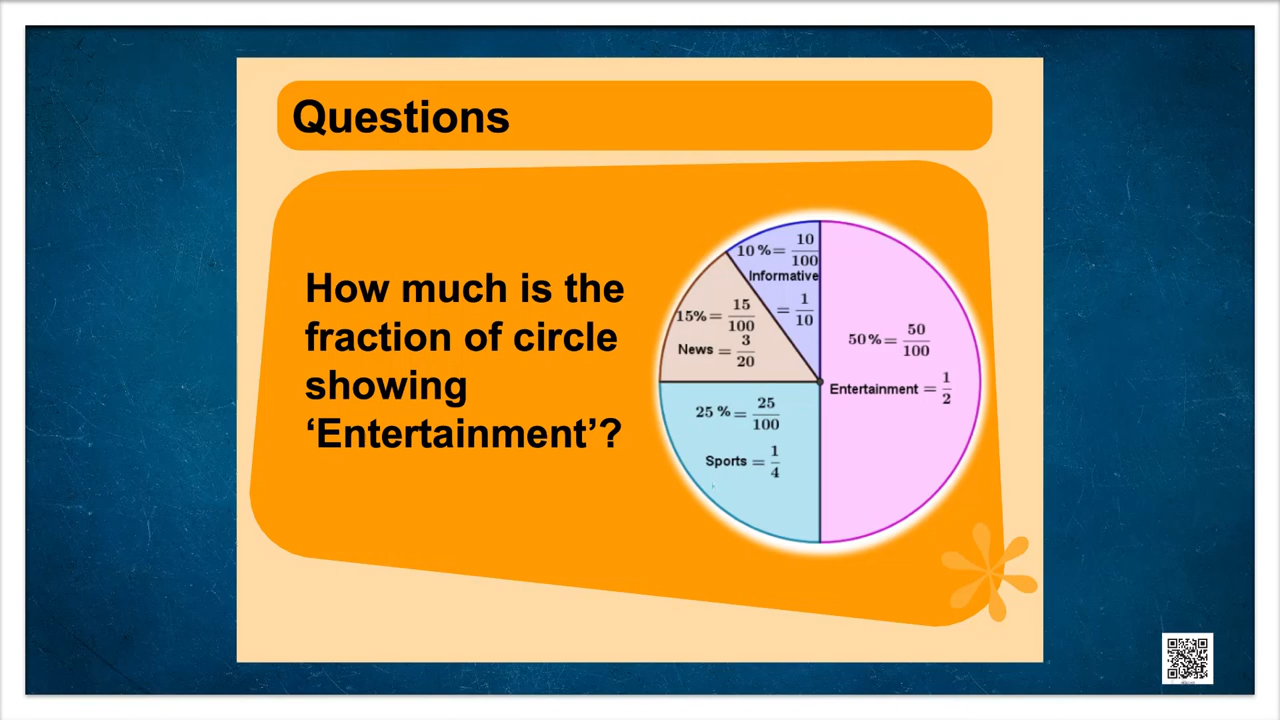 Questions
How much is the
fraction of circle
showing
‘Entertainment’?
10 % = 10/100
Informative
= 1/10
15% = 15/100
News = 3/20
50 % = 50/100
Entertainment = 1/2
25 % = 25/100
Sports = 1/4